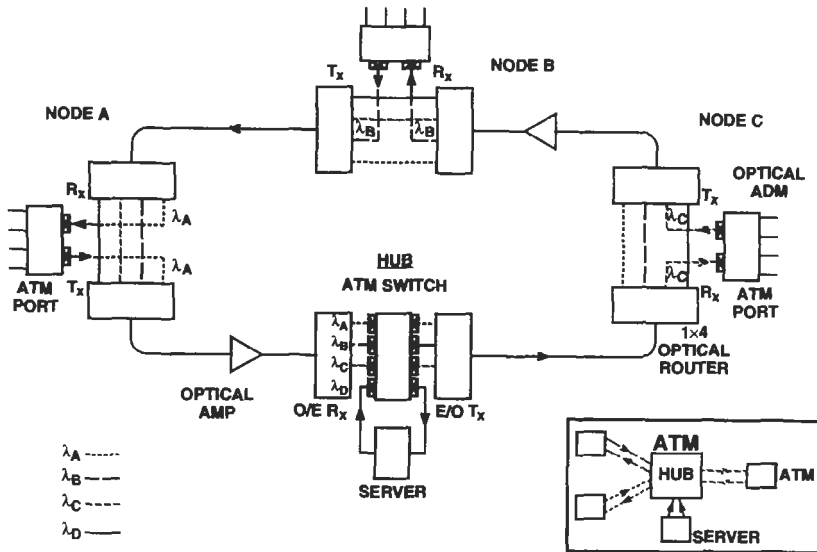 NODE B
Tx
Rx
λB
λB
NODE A
NODE C
Rx
λA
λA
Tx
ATM
PORT
OPTICAL
ADM
Tx
λC
λC
Rx
ATM
PORT
1×4
OPTICAL
ROUTER
HUB
ATM SWITCH
λA
λB
λC
λD
O/E Rx
E/O Tx
OPTICAL
AMP
SERVER
λA
λB
λC
λD
ATM
HUB
ATM
SERVER